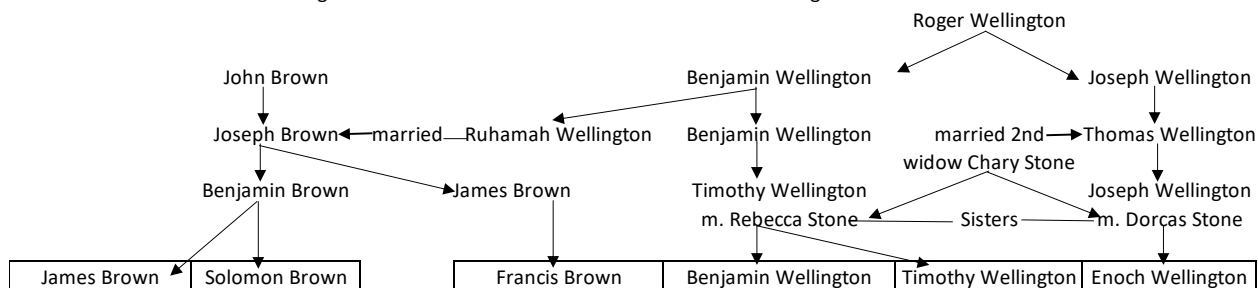 Roger Wellington
John Brown Benjamin Wellington Joseph Wellington
Joseph Brown married Ruhamah Wellington Benjamin Wellington married 2nd Thomas Wellington
widow Chary Stone
Benjamin Brown James Brown Timothy Wellington Joseph Wellington
m. Rebecca Stone Sisters m. Dorcas Stone
James Brown Solomon Brown Francis Brown Benjamin Wellington Timothy Wellington Enoch Wellington